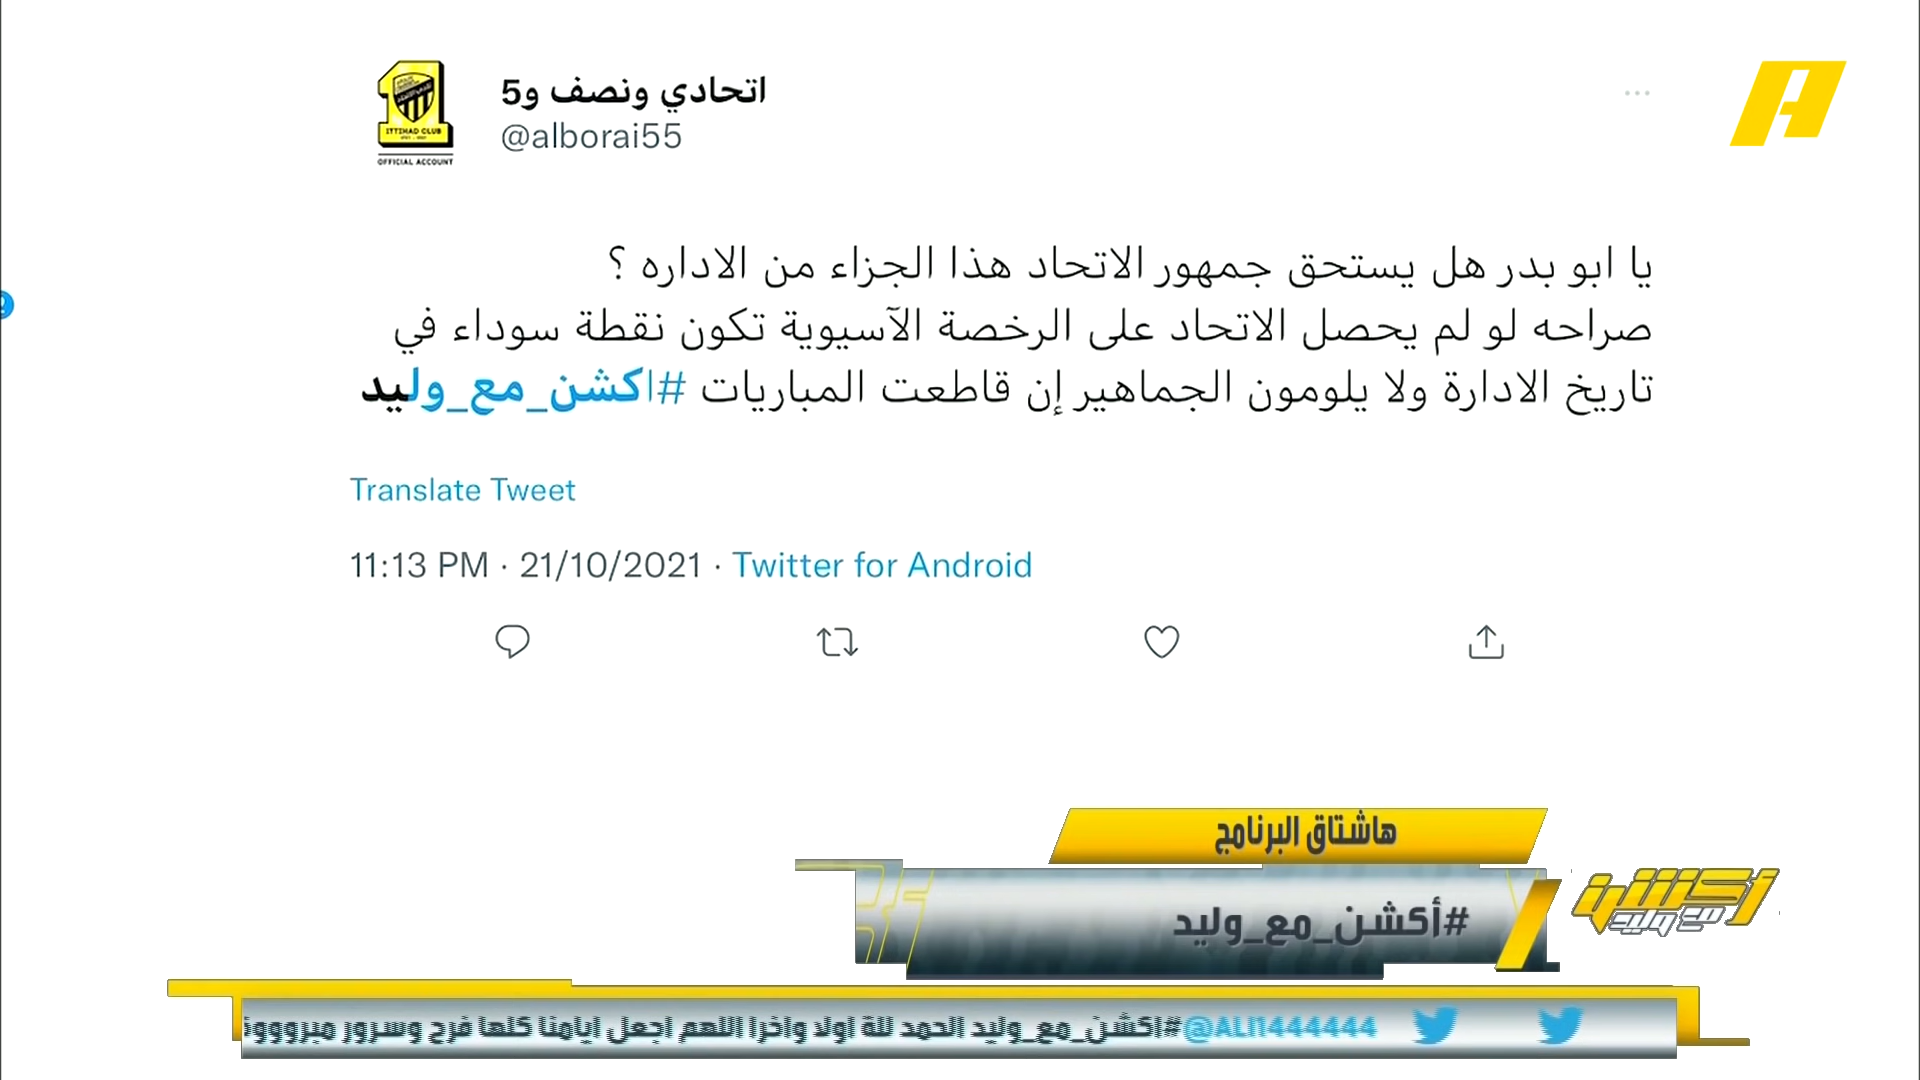 اتحادي ونصف و5
@alborai55
ITTIHAD CLUB
OFFICIAL ACCOUNT
يا ابو بدر هل يستحق جمهور الاتحاد هذا الجزاء من الاداره ؟
صراحه لو لم يحصل الاتحاد على الرخصة الآسيوية تكون نقطة سوداء في
تاريخ الادارة ولا يلومون الجماهير إن قاطعت المباريات #اكشن_مع_وليد
Translate Tweet
11:13 PM · 21/10/2021 · Twitter for Android
هاشتاق البرنامج
#أكشن_مع_وليد
أكشن
مع وليد
@ALI1444444 #اكشن_مع_وليد الحمد للة اولا واخرا اللهم اجعل ايامنا كلها فرح وسرور مبروووو